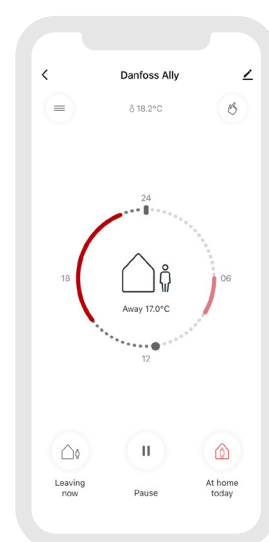 Danfoss Ally
18.2°C
24
18
06
Away 17.0°C
12
Leaving
now
Pause
At home
today